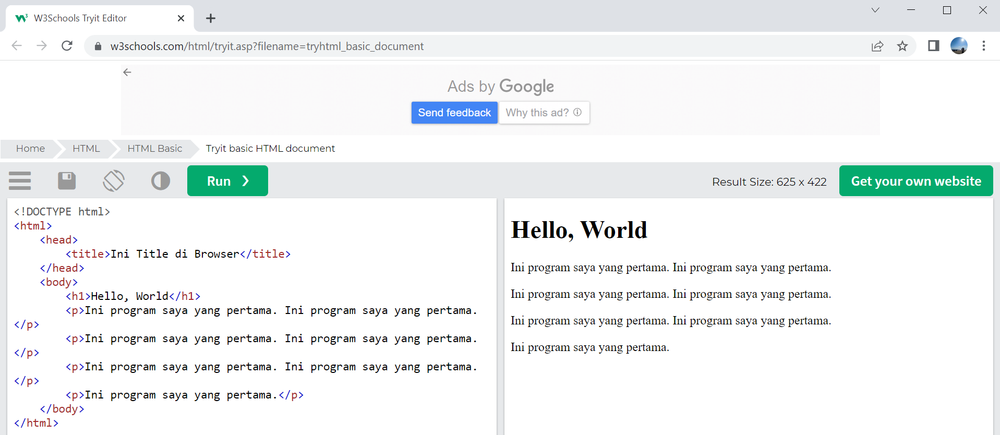 W3Schools Tryit Editor
w3schools.com/html/tryit.asp?filename=tryhtml_basic_document
Ads by Google
Send feedback
Why this ad?
Home
HTML
HTML Basic
Tryit basic HTML document
Run ❯
Result Size: 625 x 422
Get your own website
<!DOCTYPE html>
<html>
    <head>
        <title>Ini Title di Browser</title>
    </head>
    <body>
        <h1>Hello, World</h1>
        <p>Ini program saya yang pertama. Ini program saya yang pertama.
</p>
        <p>Ini program saya yang pertama. Ini program saya yang pertama.
</p>
        <p>Ini program saya yang pertama. Ini program saya yang pertama.
</p>
        <p>Ini program saya yang pertama.</p>
    </body>
</html>
Hello, World
Ini program saya yang pertama. Ini program saya yang pertama.
Ini program saya yang pertama. Ini program saya yang pertama.
Ini program saya yang pertama. Ini program saya yang pertama.
Ini program saya yang pertama.